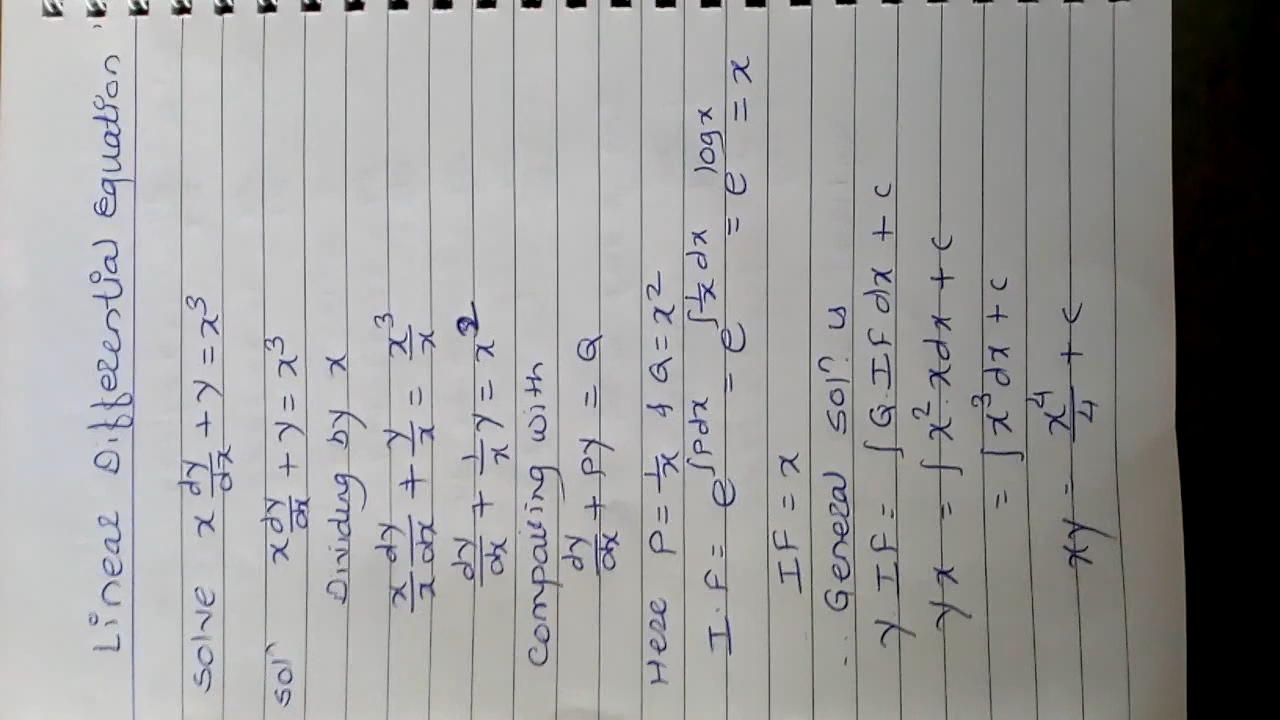 Linear Differential Equation.
Solve x dy/dx + y = x³
solⁿ x dy/dx + y = x³
Dividing by x
x/x dy/dx + y/x = x³/x
dy/dx + 1/x y = x²
Comparing with
dy/dx + Py = Q
Here P = 1/x & Q = x²
I.F = e^∫Pdx = e^∫1/x dx = e^log x = x
IF = x
∴ General solⁿ is
y. IF = ∫Q.IF dx + c
yx = ∫x².x dx + c
= ∫x³ dx + c
xy = x⁴/4 + c